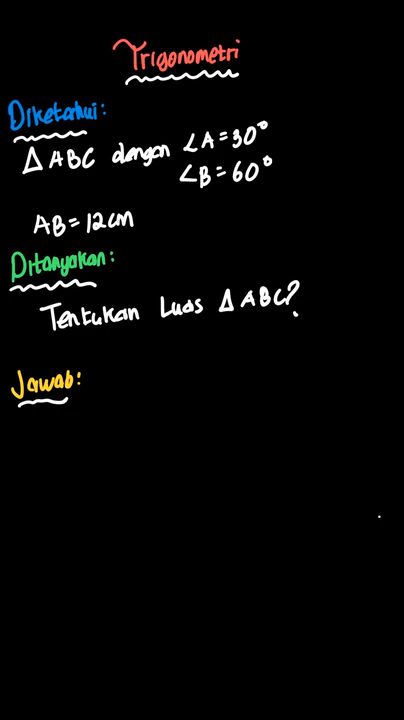 Trigonometri
Diketahui:
Δ ABC dengan ∠A = 30°
∠B = 60°
AB = 12 cm
Ditanyakan:
Tentukan Luas Δ ABC?
Jawab: